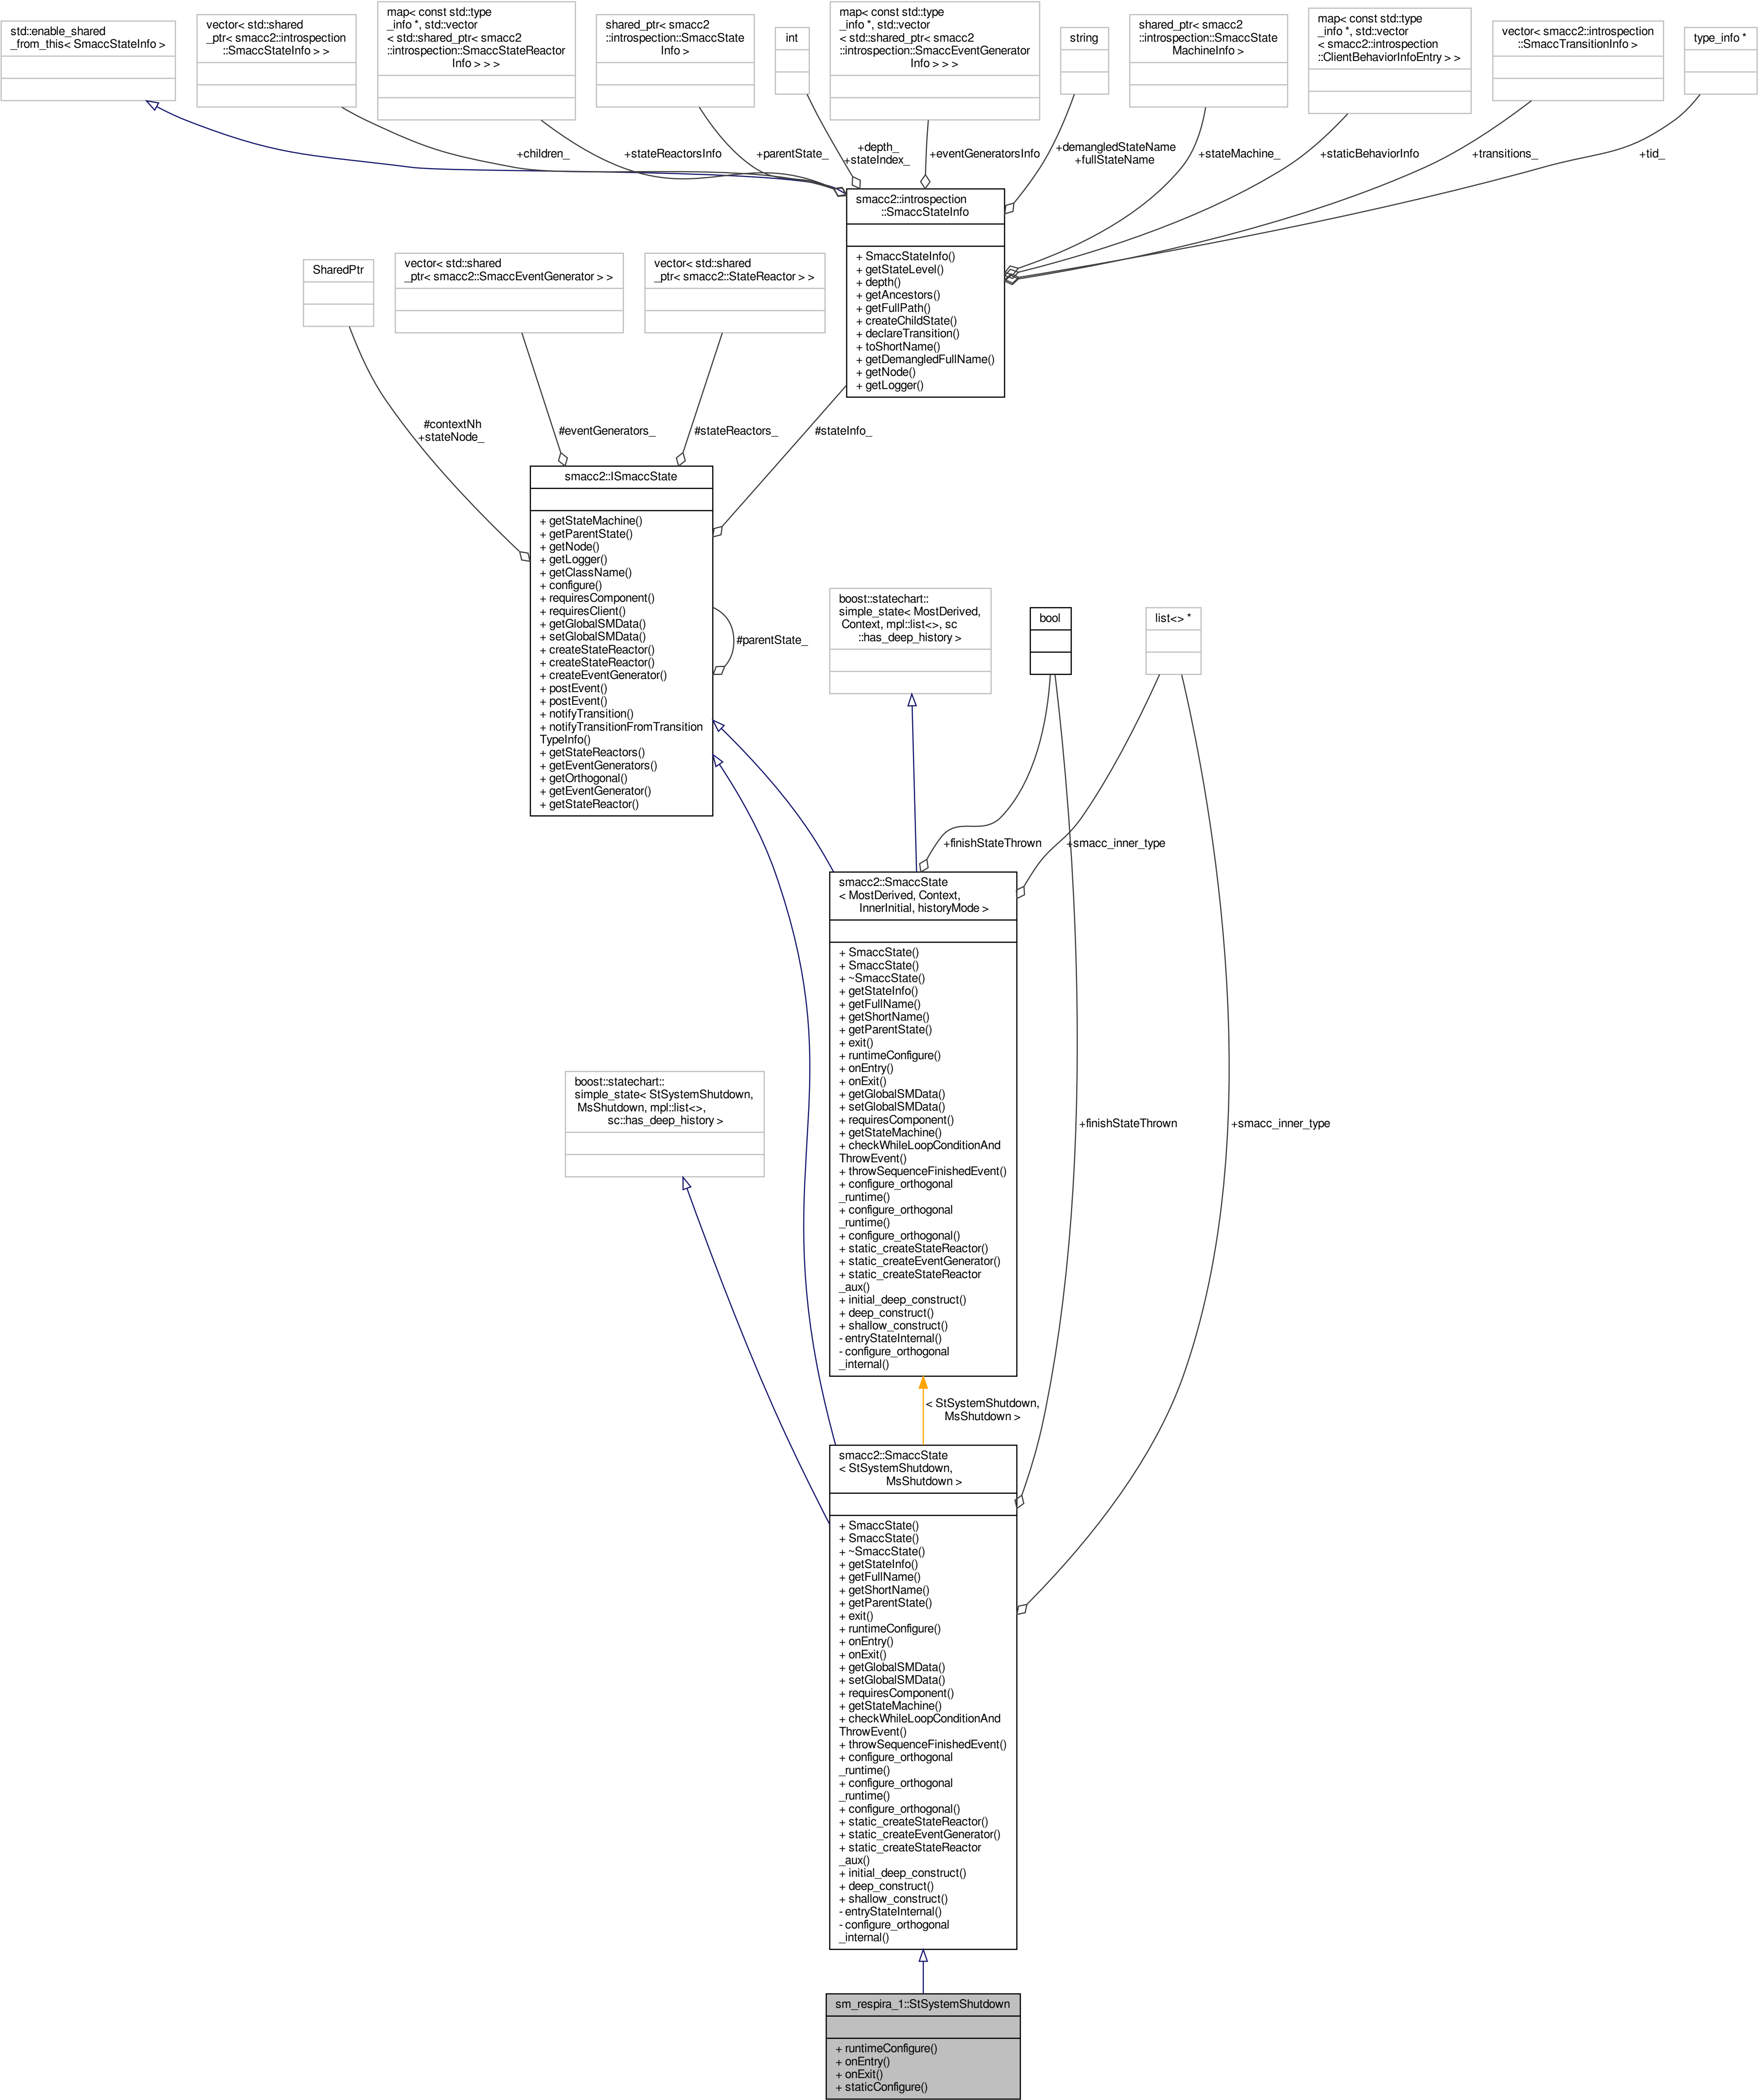 std::enable_shared
_from_this< SmaccStateInfo >
vector< std::shared
_ptr< smacc2::introspection
::SmaccStateInfo > >
map< const std::type
_info *, std::vector
< std::shared_ptr< smacc2
::introspection::SmaccStateReactor
Info > > >
shared_ptr< smacc2
::introspection::SmaccState
Info >
int
map< const std::type
_info *, std::vector
< std::shared_ptr< smacc2
::introspection::SmaccEventGenerator
Info > > >
string
shared_ptr< smacc2
::introspection::SmaccState
MachineInfo >
map< const std::type
_info *, std::vector
< smacc2::introspection
::ClientBehaviorInfoEntry > >
vector< smacc2::introspection
::SmaccTransitionInfo >
type_info *
+children_
+stateReactorsInfo
+parentState_
+depth_
+stateIndex_
+eventGeneratorsInfo
+demangledStateName
+fullStateName
+stateMachine_
+staticBehaviorInfo
+transitions_
+tid_
smacc2::introspection
::SmaccStateInfo
+ SmaccStateInfo()
+ getStateLevel()
+ depth()
+ getAncestors()
+ getFullPath()
+ createChildState()
+ declareTransition()
+ toShortName()
+ getDemangledFullName()
+ getNode()
+ getLogger()
SharedPtr
vector< std::shared
_ptr< smacc2::SmaccEventGenerator > >
vector< std::shared
_ptr< smacc2::StateReactor > >
#contextNh
+stateNode_
#eventGenerators_
#stateReactors_
#stateInfo_
smacc2::ISmaccState
+ getStateMachine()
+ getParentState()
+ getNode()
+ getLogger()
+ getClassName()
+ configure()
+ requiresComponent()
+ requiresClient()
+ getGlobalSMData()
+ setGlobalSMData()
+ createStateReactor()
+ createStateReactor()
+ createEventGenerator()
+ postEvent()
+ postEvent()
+ notifyTransition()
+ notifyTransitionFromTransition
TypeInfo()
+ getStateReactors()
+ getEventGenerators()
+ getOrthogonal()
+ getEventGenerator()
+ getStateReactor()
#parentState_
boost::statechart::
simple_state< MostDerived,
Context, mpl::list<>, sc
::has_deep_history >
bool
list<> *
+finishStateThrown
+smacc_inner_type
smacc2::SmaccState
< MostDerived, Context,
InnerInitial, historyMode >
+ SmaccState()
+ SmaccState()
+ ~SmaccState()
+ getStateInfo()
+ getFullName()
+ getShortName()
+ getParentState()
+ exit()
+ runtimeConfigure()
+ onEntry()
+ onExit()
+ getGlobalSMData()
+ setGlobalSMData()
+ requiresComponent()
+ getStateMachine()
+ checkWhileLoopConditionAnd
ThrowEvent()
+ throwSequenceFinishedEvent()
+ configure_orthogonal
_runtime()
+ configure_orthogonal
_runtime()
+ configure_orthogonal()
+ static_createStateReactor()
+ static_createEventGenerator()
+ static_createStateReactor
_aux()
+ initial_deep_construct()
+ deep_construct()
+ shallow_construct()
- entryStateInternal()
- configure_orthogonal
_internal()
boost::statechart::
simple_state< StSystemShutdown,
MsShutdown, mpl::list<>,
sc::has_deep_history >
+finishStateThrown
+smacc_inner_type
< StSystemShutdown,
MsShutdown >
smacc2::SmaccState
< StSystemShutdown,
MsShutdown >
+ SmaccState()
+ SmaccState()
+ ~SmaccState()
+ getStateInfo()
+ getFullName()
+ getShortName()
+ getParentState()
+ exit()
+ runtimeConfigure()
+ onEntry()
+ onExit()
+ getGlobalSMData()
+ setGlobalSMData()
+ requiresComponent()
+ getStateMachine()
+ checkWhileLoopConditionAnd
ThrowEvent()
+ throwSequenceFinishedEvent()
+ configure_orthogonal
_runtime()
+ configure_orthogonal
_runtime()
+ configure_orthogonal()
+ static_createStateReactor()
+ static_createEventGenerator()
+ static_createStateReactor
_aux()
+ initial_deep_construct()
+ deep_construct()
+ shallow_construct()
- entryStateInternal()
- configure_orthogonal
_internal()
sm_respira_1::StSystemShutdown
+ runtimeConfigure()
+ onEntry()
+ onExit()
+ staticConfigure()